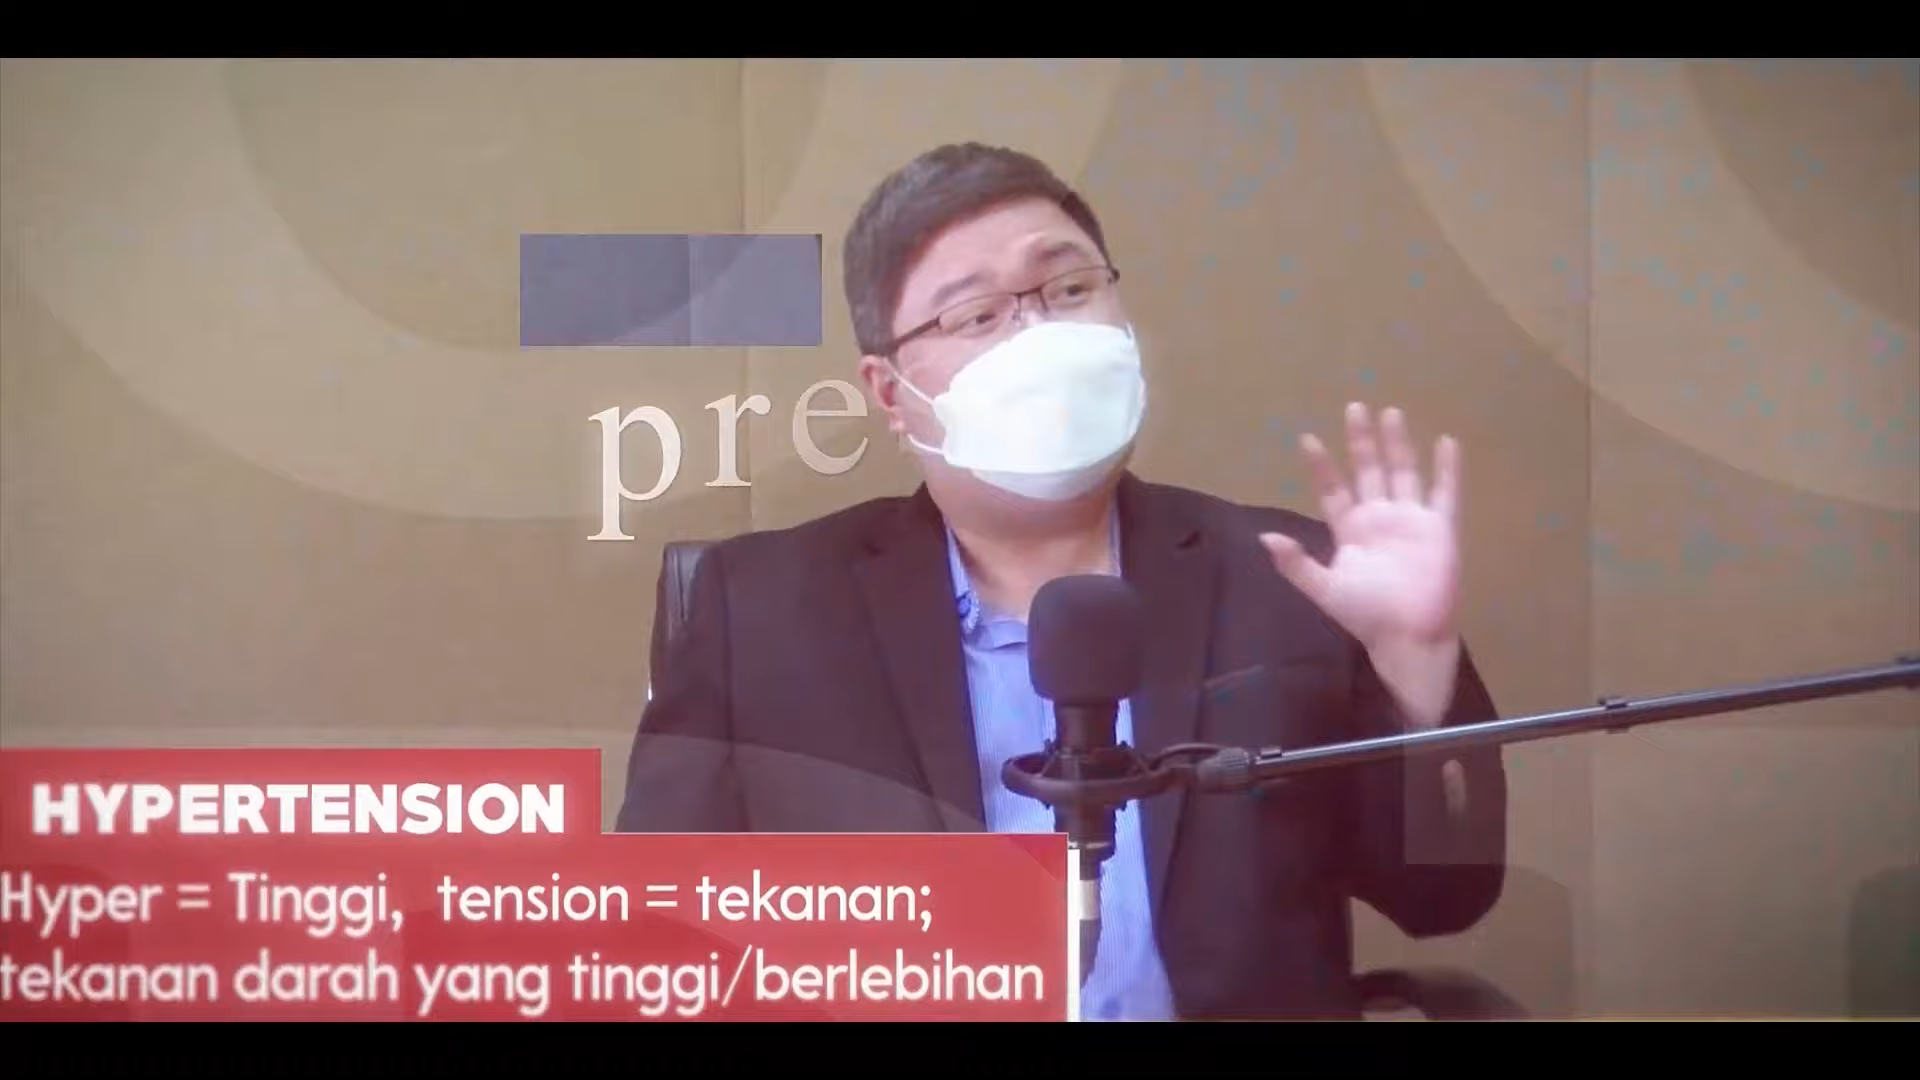 pre
HYPERTENSION
Hyper = Tinggi, tension = tekanan;
tekanan darah yang tinggi/berlebihan